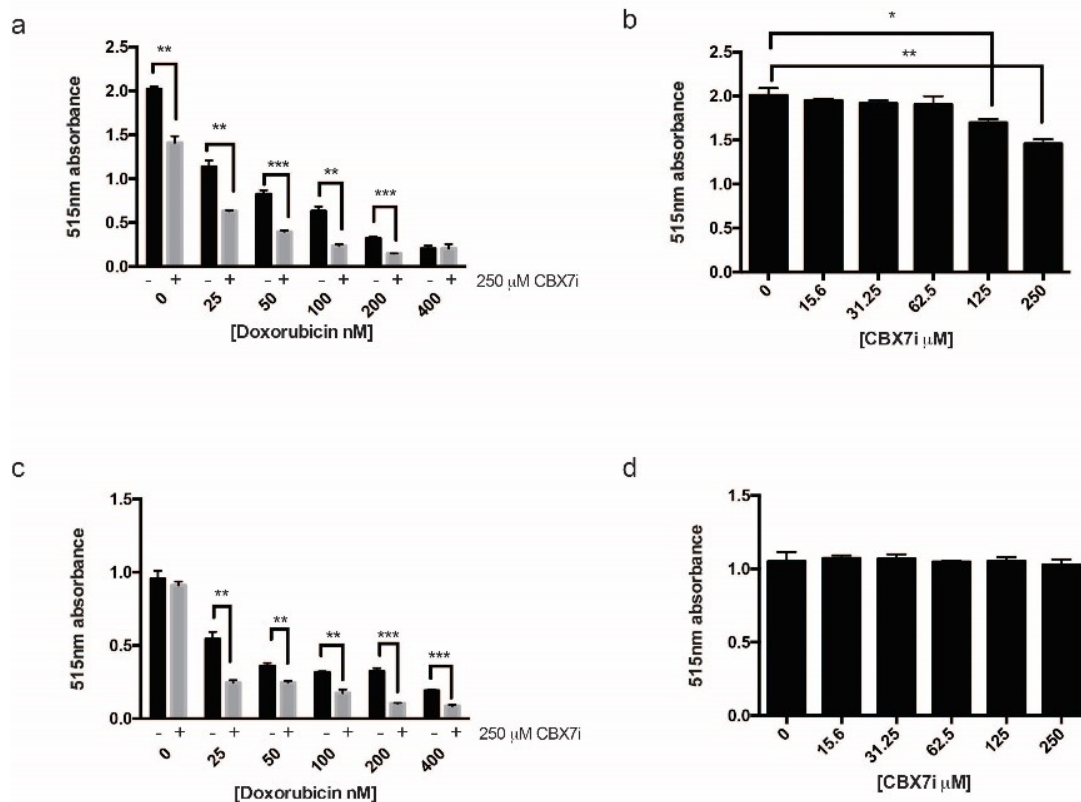 a
2.5
2.0
1.5
1.0
0.5
0.0
515nm absorbance
** ** *** ** ***
- + - + - + - + - + - + 250 μM CBX7i
0 25 50 100 200 400
[Doxorubicin nM]
b
2.5
2.0
1.5
1.0
0.5
0.0
515nm absorbance
*
**
0 15.6 31.25 62.5 125 250
[CBX7i μM]
c
1.5
1.0
0.5
0.0
515nm absorbance
** ** ** *** ***
- + - + - + - + - + - + 250 μM CBX7i
0 25 50 100 200 400
[Doxorubicin nM]
d
1.5
1.0
0.5
0.0
515nm absorbance
0 15.6 31.25 62.5 125 250
[CBX7i μM]